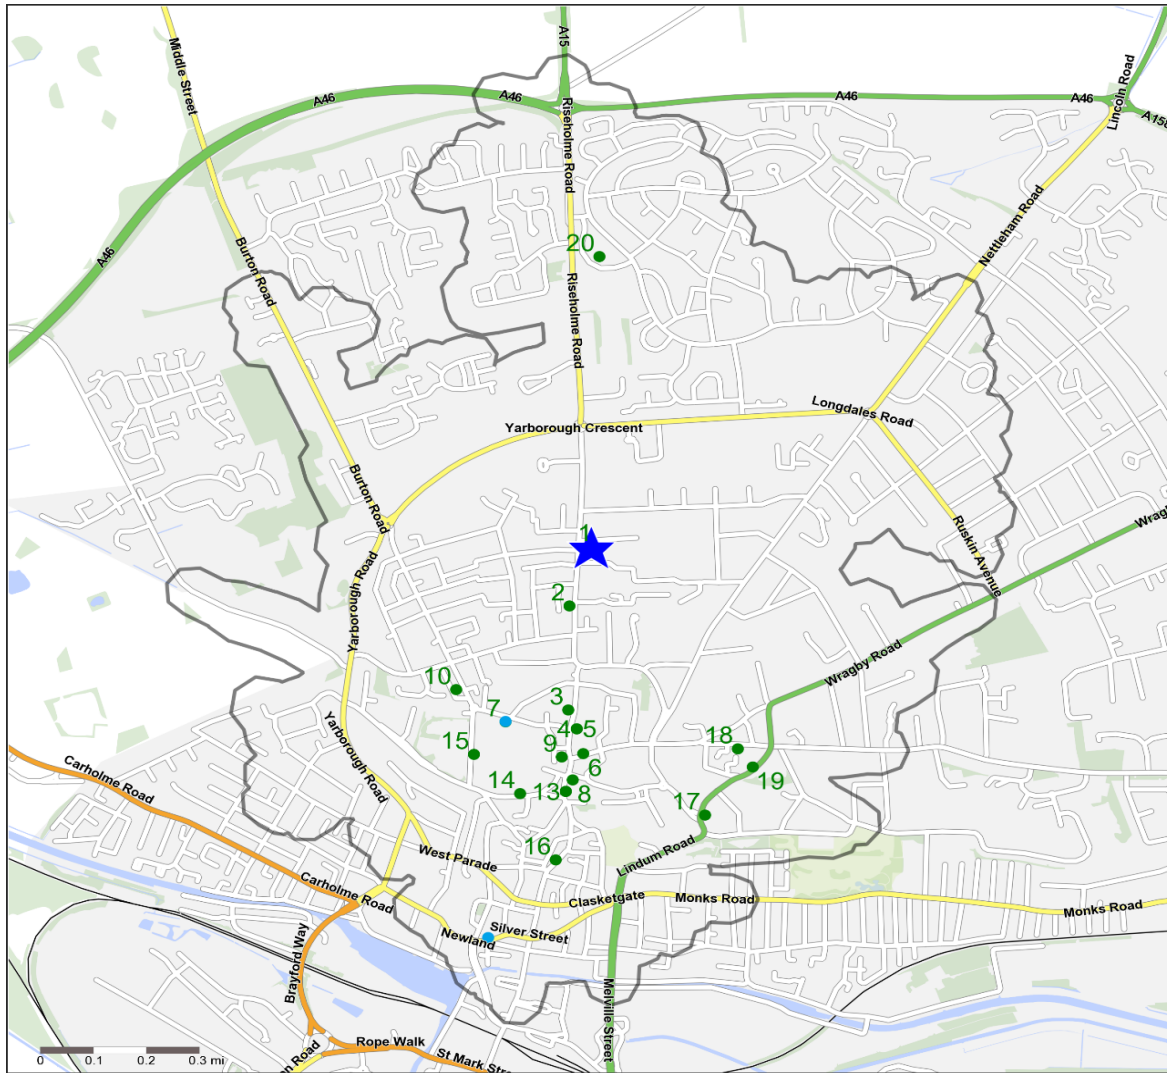 A15
Middle Street
A46
A46
A46
A46
Lincoln Road
A158
Riseholme Road
Nettleham Road
20
A46
Burton Road
Riseholme Road
Longdales Road
Yarborough Crescent
Burton Road
Ruskin Avenue
Wragb
1
Yarborough Road
2
Wragby Road
10
7
3
4
5
18
15
9
Yarborough Road
6
19
14
13
8
Carholme Road
17
16
West Parade
Lindum Road
Carholme Road
Clasketgate
Monks Road
Monks Road
Newland
Silver Street
Brayford Way
Melville Street
Rope Walk
St Mark Stre
on Road
0 0.1 0.2 0.3 mi